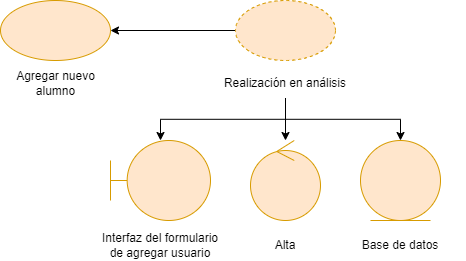 Agregar nuevo
alumno
Realización en análisis
Interfaz del formulario
de agregar usuario
Alta
Base de datos